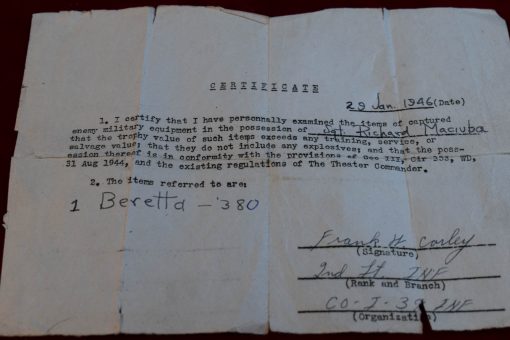 CERTIFICATE
29 Jan. 1946 (Date)
1. I certify that I have personnally examined the items of captured
enemy military equipment in the possession of Sgt. Richard Maciuba
that the trophy value of such items exceeds any training, service, or
salvage value; that they do not include any explosives; and that the poss-
ession thereof is in conformity with the provisions of Sec III, Cir 233, WD,
31 Aug 1944, and the existing regulations of The Theater Commander.
2. The items referred to are:
1 Beretta - 380
Frank H. Corley
(Signature)
2nd Lt. INF
(Rank and Branch)
CO-I-39 INF
(Organization)